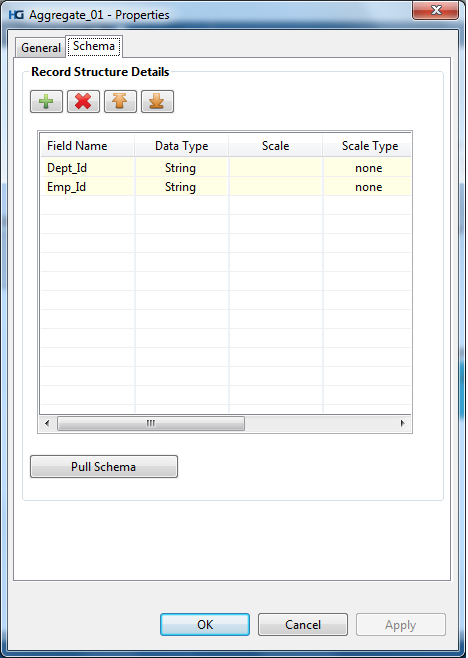 HG Aggregate_01 - Properties
General Schema
Record Structure Details
Field Name Data Type Scale Scale Type
Dept_Id String none
Emp_Id String none
Pull Schema
OK Cancel Apply